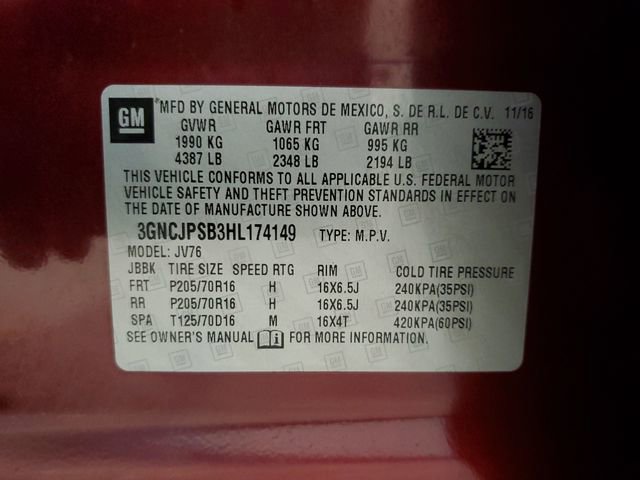 GM *MFD BY GENERAL MOTORS DE MEXICO, S. DE R.L. DE C.V. 11/16
GVWR GAWR FRT GAWR RR
1990 KG 1065 KG 995 KG
4387 LB 2348 LB 2194 LB
THIS VEHICLE CONFORMS TO ALL APPLICABLE U.S. FEDERAL MOTOR
VEHICLE SAFETY AND THEFT PREVENTION STANDARDS IN EFFECT ON
THE DATE OF MANUFACTURE SHOWN ABOVE.
3GNCJPSB3HL174149 TYPE: M.P.V.
MODEL: JV76
JBBK TIRE SIZE SPEED RTG RIM COLD TIRE PRESSURE
FRT P205/70R16 H 16X6.5J 240KPA(35PSI)
RR P205/70R16 H 16X6.5J 240KPA(35PSI)
SPA T125/70D16 M 16X4T 420KPA(60PSI)
SEE OWNER'S MANUAL FOR MORE INFORMATION.